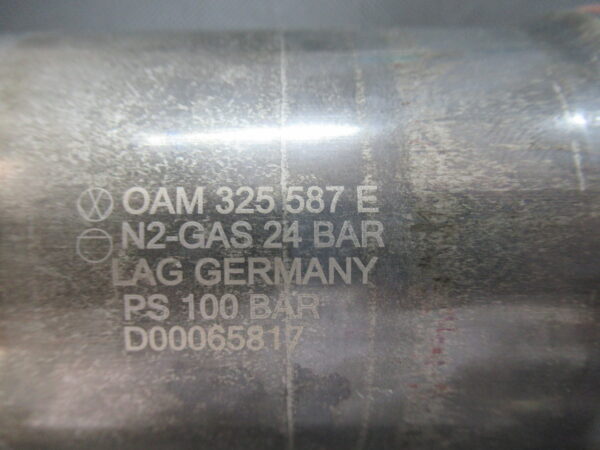 OAM 325 587 E
N2-GAS 24 BAR
LAG GERMANY
PS 100 BAR
D00065817